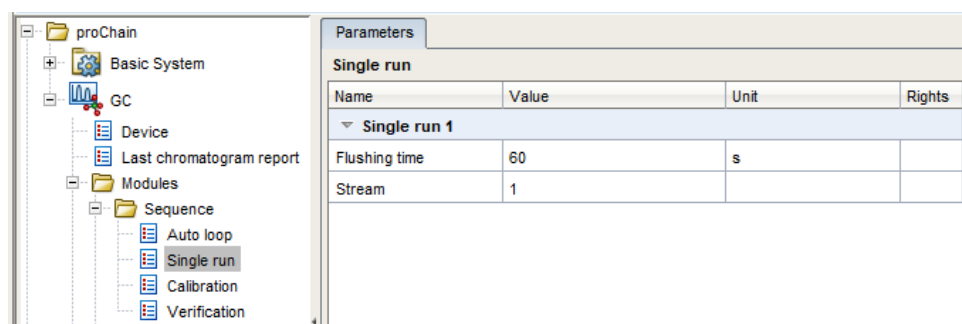 proChain
Basic System
GC
Device
Last chromatogram report
Modules
Sequence
Auto loop
Single run
Calibration
Verification
Parameters
Single run
Name Value Unit Rights
Single run 1
Flushing time 60 s
Stream 1